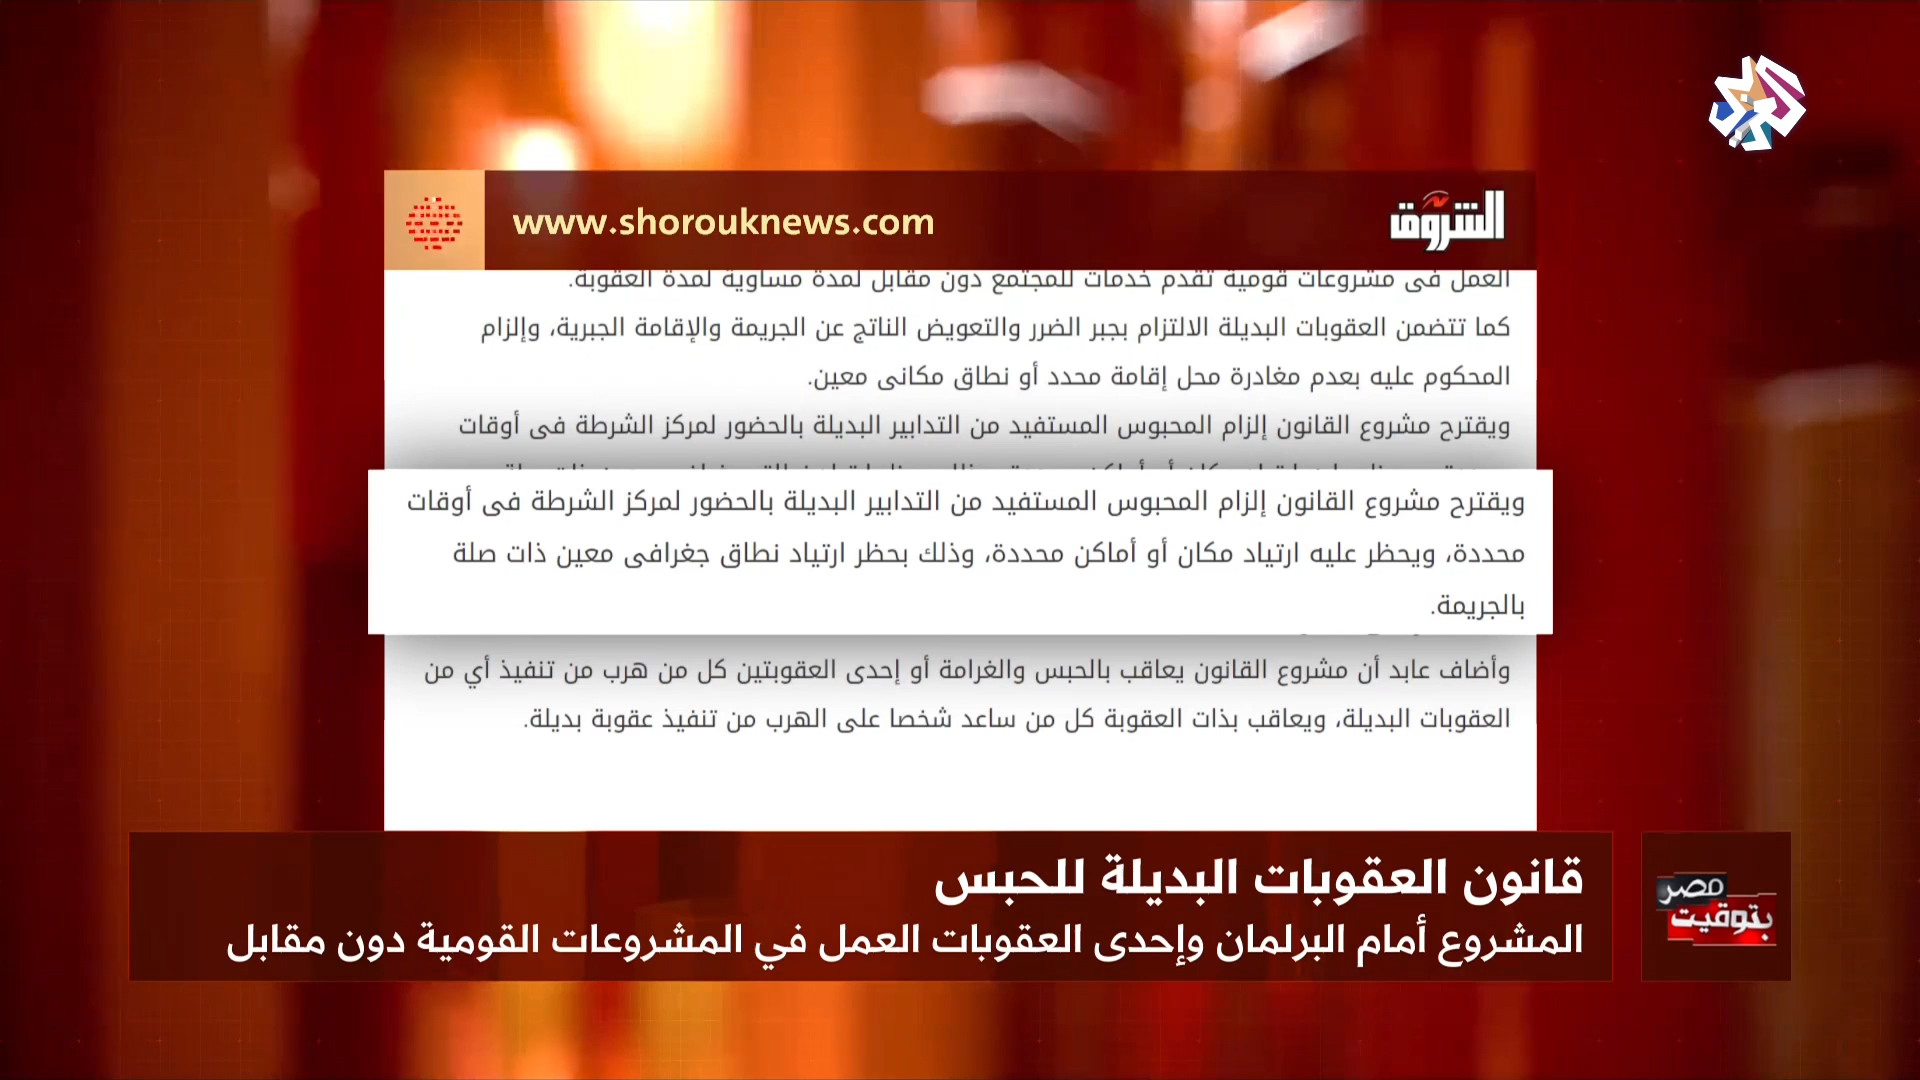 www.shorouknews.com
الشروق
العمل فى مشروعات قومية تقدم خدمات للمجتمع دون مقابل لمدة مساوية لمدة العقوبة.
كما تتضمن العقوبات البديلة الالتزام بجبر الضرر والتعويض الناتج عن الجريمة والإقامة الجبرية، وإلزام
المحكوم عليه بعدم مغادرة محل إقامة محدد أو نطاق مكانى معين.
ويقترح مشروع القانون إلزام المحبوس المستفيد من التدابير البديلة بالحضور لمركز الشرطة فى أوقات
ويقترح مشروع القانون إلزام المحبوس المستفيد من التدابير البديلة بالحضور لمركز الشرطة فى أوقات
محددة، ويحظر عليه ارتياد مكان أو أماكن محددة، وذلك بحظر ارتياد نطاق جغرافى معين ذات صلة
بالجريمة.
وأضاف عابد أن مشروع القانون يعاقب بالحبس والغرامة أو إحدى العقوبتين كل من هرب من تنفيذ أي من
العقوبات البديلة، ويعاقب بذات العقوبة كل من ساعد شخصا على الهرب من تنفيذ عقوبة بديلة.
قانون العقوبات البديلة للحبس
المشروع أمام البرلمان وإحدى العقوبات العمل في المشروعات القومية دون مقابل
مصر
بتوقيت